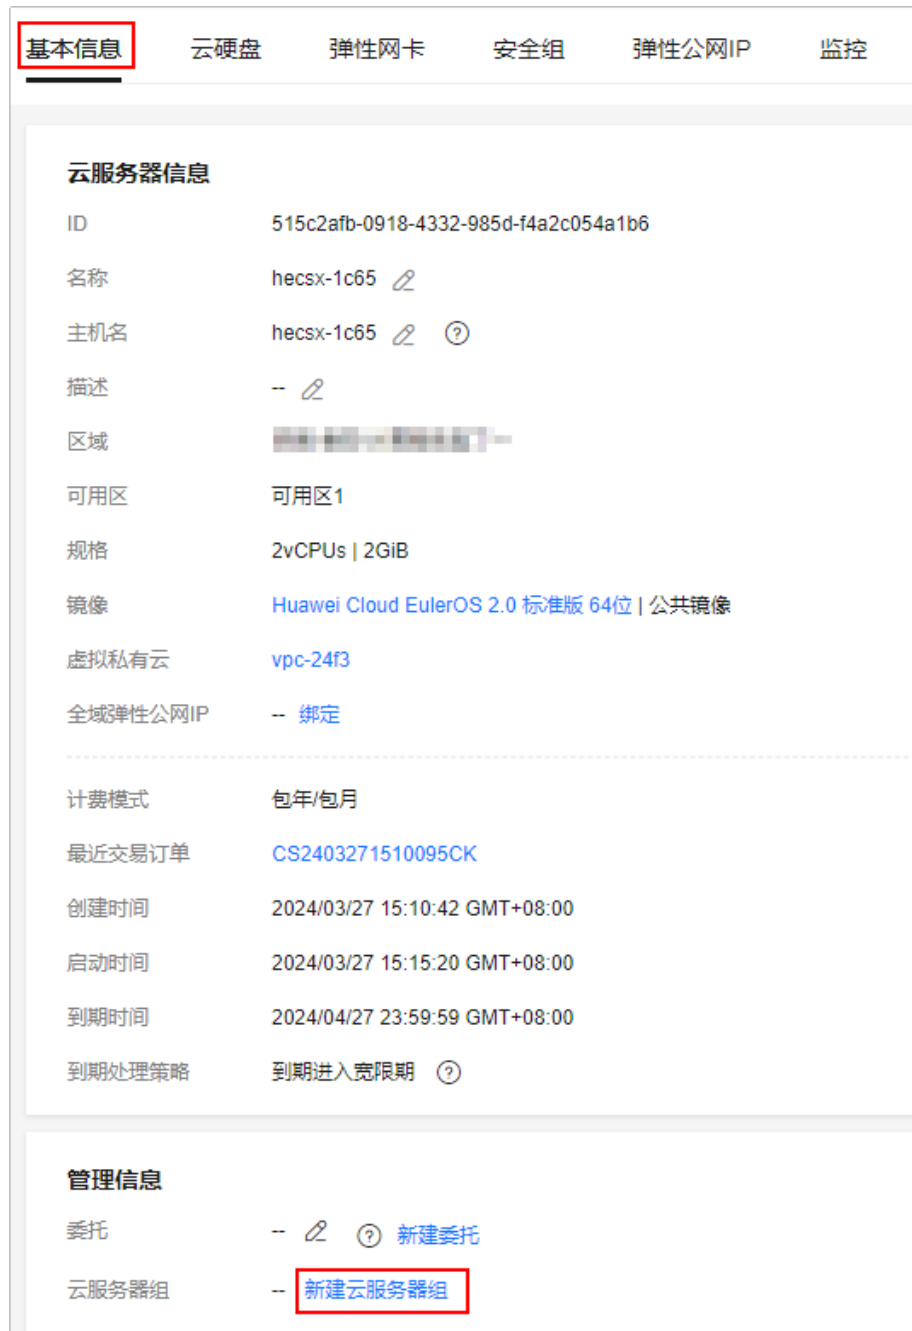 基本信息 云硬盘 弹性网卡 安全组 弹性公网IP 监控
云服务器信息
ID 515c2afb-0918-4332-985d-f4a2c054a1b6
名称 hecsx-1c65
主机名 hecsx-1c65
描述 --
区域
可用区 可用区1
规格 2vCPUs | 2GiB
镜像 Huawei Cloud EulerOS 2.0 标准版 64位 | 公共镜像
虚拟私有云 vpc-24f3
全域弹性公网IP -- 绑定
计费模式 包年/包月
最近交易订单 CS2403271510095CK
创建时间 2024/03/27 15:10:42 GMT+08:00
启动时间 2024/03/27 15:15:20 GMT+08:00
到期时间 2024/04/27 23:59:59 GMT+08:00
到期处理策略 到期进入宽限期
管理信息
委托 -- 新建委托
云服务器组 -- 新建云服务器组